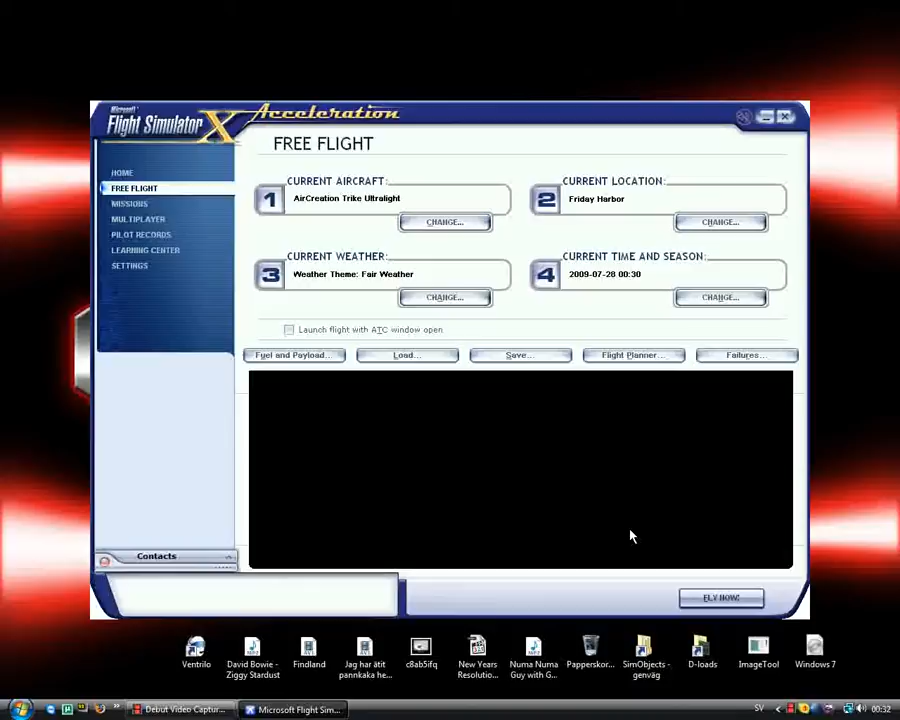 Microsoft
Flight Simulator X
Acceleration
HOME
FREE FLIGHT
MISSIONS
MULTIPLAYER
PILOT RECORDS
LEARNING CENTER
SETTINGS
FREE FLIGHT
CURRENT AIRCRAFT:
1
AirCreation Trike Ultralight
CHANGE...
CURRENT LOCATION:
2
Friday Harbor
CHANGE...
CURRENT WEATHER:
3
Weather Theme: Fair Weather
CHANGE...
CURRENT TIME AND SEASON:
4
2009-07-28 00:30
CHANGE...
Launch flight with ATC window open
Fuel and Payload...
Load...
Save...
Flight Planner...
Failures...
Contacts
FLY NOW!
Ventrilo
David Bowie -
Ziggy Stardust
Findland
Jag har ätit
pannkaka he...
c8ab5ifq
New Years
Resolutio...
Numa Numa
Guy with G...
Papperskor...
SimObjects -
genväg
D-loads
ImageTool
Windows 7
Debut Video Captur...
Microsoft Flight Sim...
SV
00:32